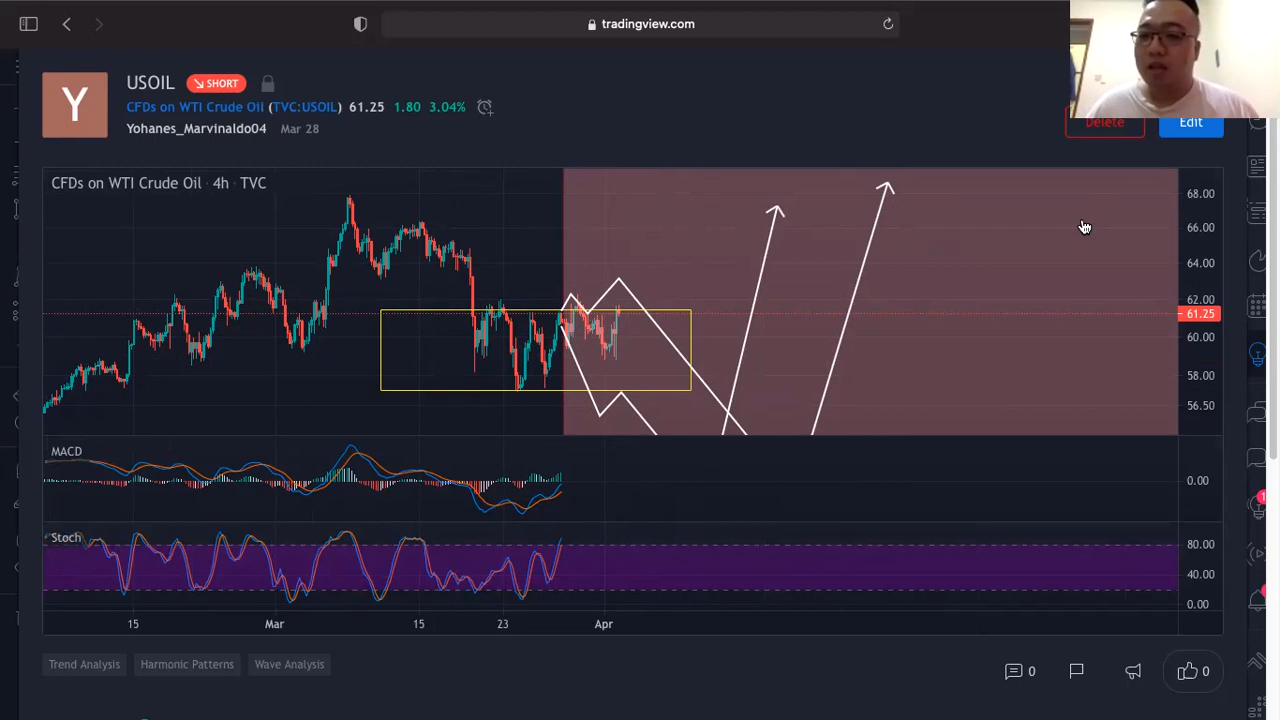 tradingview.com
Y
USOIL
SHORT
CFDs on WTI Crude Oil (TVC:USOIL) 61.25 1.80 3.04%
Yohanes_Marvinaldo04 Mar 28
Delete
Edit
CFDs on WTI Crude Oil · 4h · TVC
68.00
66.00
64.00
62.00
61.25
60.00
58.00
56.50
MACD
0.00
Stoch
80.00
40.00
0.00
15 Mar 15 23 Apr
Trend Analysis Harmonic Patterns Wave Analysis
0
0
1